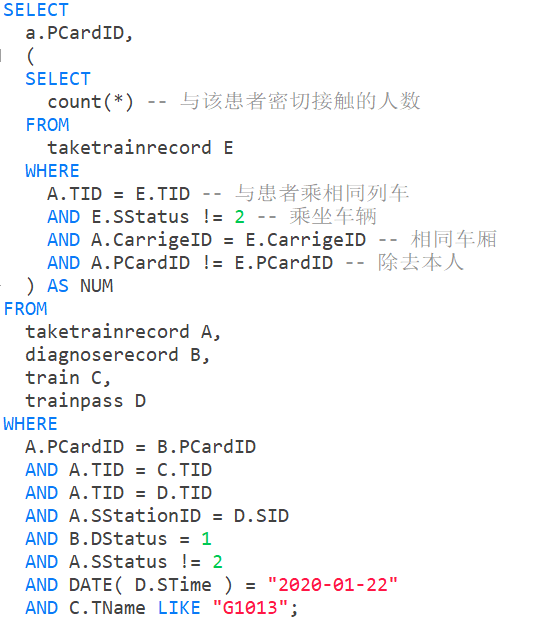 SELECT
a.PCardID,
(
SELECT
count(*) -- 与该患者密切接触的人数
FROM
taketrainrecord E
WHERE
A.TID = E.TID -- 与患者乘相同列车
AND E.SStatus != 2 -- 乘坐车辆
AND A.CarrigeID = E.CarrigeID -- 相同车厢
AND A.PCardID != E.PCardID -- 除去本人
) AS NUM
FROM
taketrainrecord A,
diagnoserecord B,
train C,
trainpass D
WHERE
A.PCardID = B.PCardID
AND A.TID = C.TID
AND A.TID = D.TID
AND A.SStationID = D.SID
AND B.DStatus = 1
AND A.SStatus != 2
AND DATE( D.STime ) = "2020-01-22"
AND C.TName LIKE "G1013";